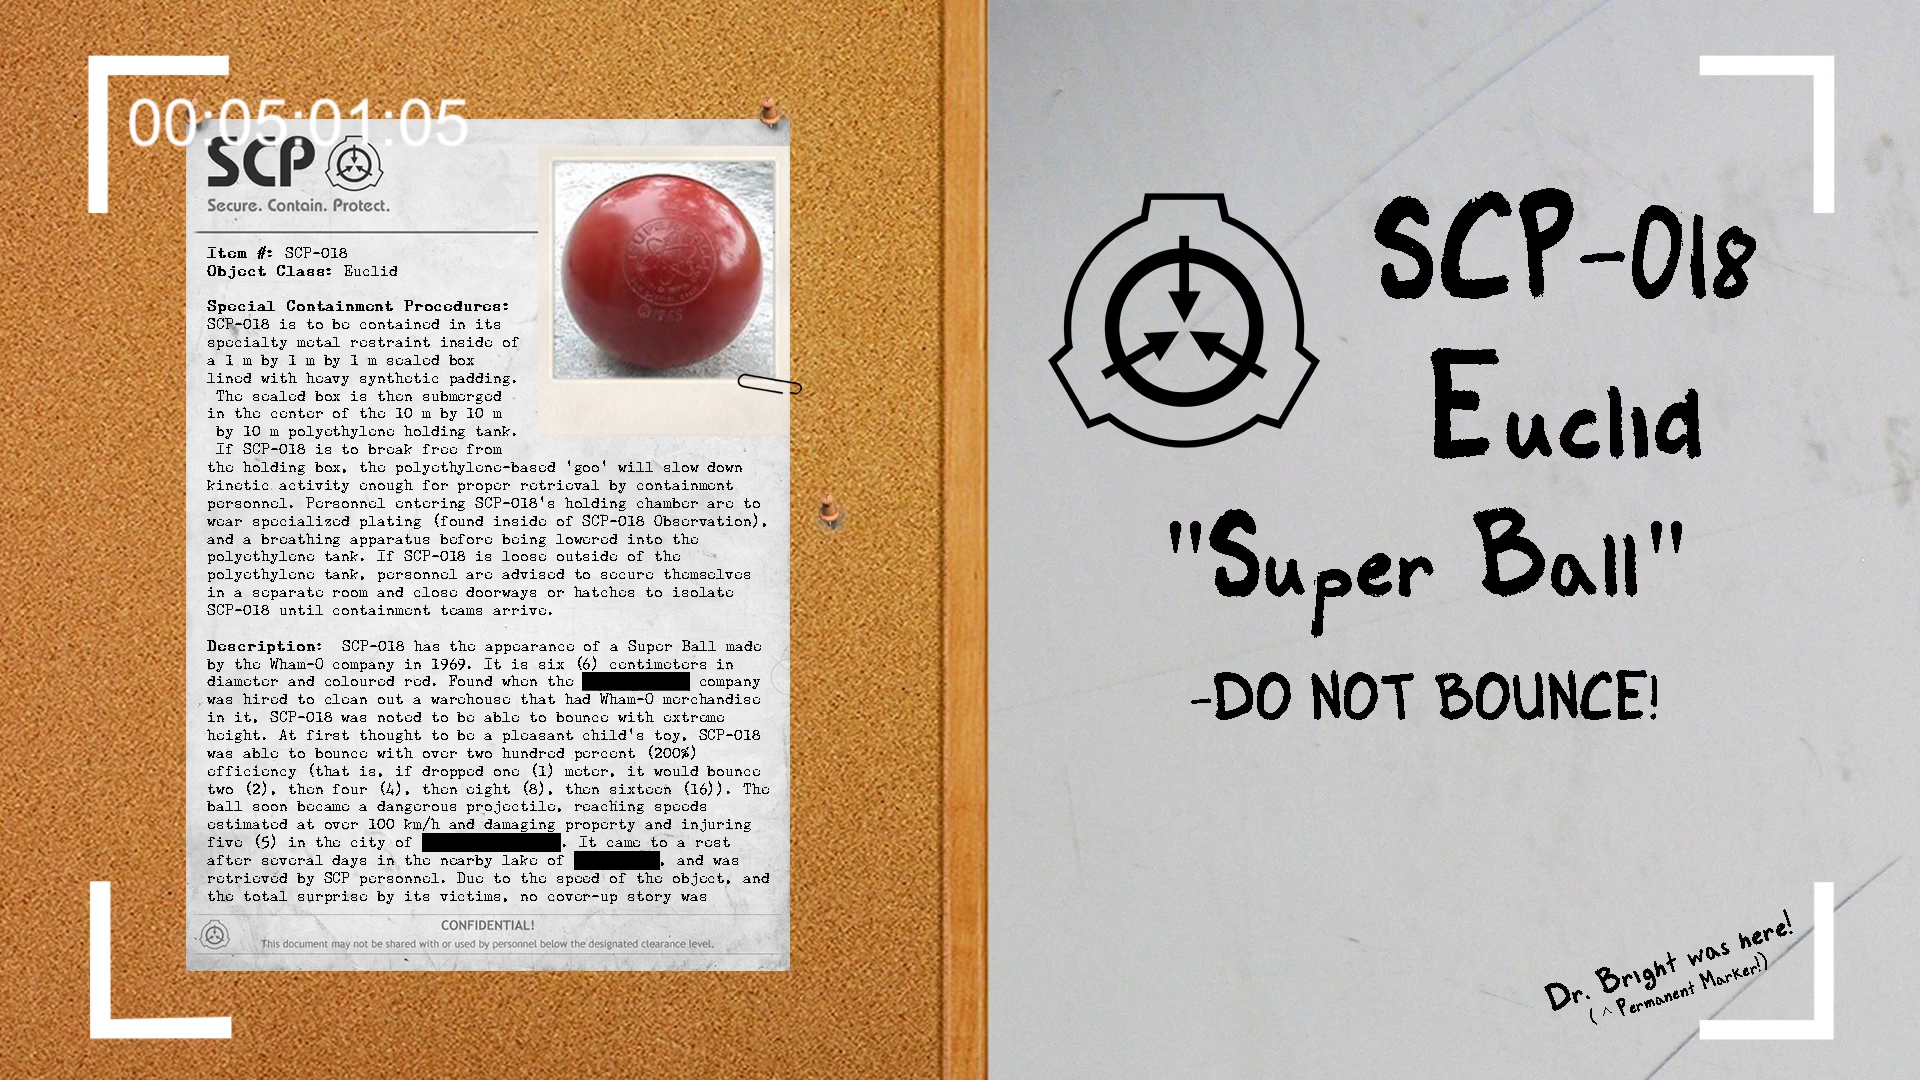 00:05:01:05
SCP
Secure. Contain. Protect.
Item #: SCP-018
Object Class: Euclid
Special Containment Procedures:
SCP-018 is to be contained in its
specialty metal restraint inside of
a 1 m by 1 m by 1 m sealed box
lined with heavy synthetic padding.
The sealed box is then submerged
in the center of the 10 m by 10 m
by 10 m polyethylene holding tank.
If SCP-018 is to break free from
the holding box, the polyethylene-based 'goo' will slow down
kinetic activity enough for proper retrieval by containment
personnel. Personnel entering SCP-018's holding chamber are to
wear specialized plating (found inside of SCP-018 Observation),
and a breathing apparatus before being lowered into the
polyethylene tank. If SCP-018 is loose outside of the
polyethylene tank, personnel are advised to secure themselves
in a separate room and close doorways or hatches to isolate
SCP-018 until containment teams arrive.
Description: SCP-018 has the appearance of a Super Ball made
by the Wham-O company in 1969. It is six (6) centimeters in
diameter and coloured red. Found when the company
was hired to clean out a warehouse that had Wham-O merchandise
in it, SCP-018 was noted to be able to bounce with extreme
height. At first thought to be a pleasant child's toy, SCP-018
was able to bounce with over two hundred percent (200%)
efficiency (that is, if dropped one (1) meter, it would bounce
two (2), then four (4), then eight (8), then sixteen (16)). The
ball soon became a dangerous projectile, reaching speeds
estimated at over 100 km/h and damaging property and injuring
five (5) in the city of . It came to a rest
after several days in the nearby lake of , and was
retrieved by SCP personnel. Due to the speed of the object, and
the total surprise by its victims, no cover-up story was
CONFIDENTIAL!
This document may not be shared with or used by personnel below the designated clearance level.
SCP-018
Euclid
"Super Ball"
-DO NOT BOUNCE!
Dr. Bright was here!
(^ Permanent Marker!)